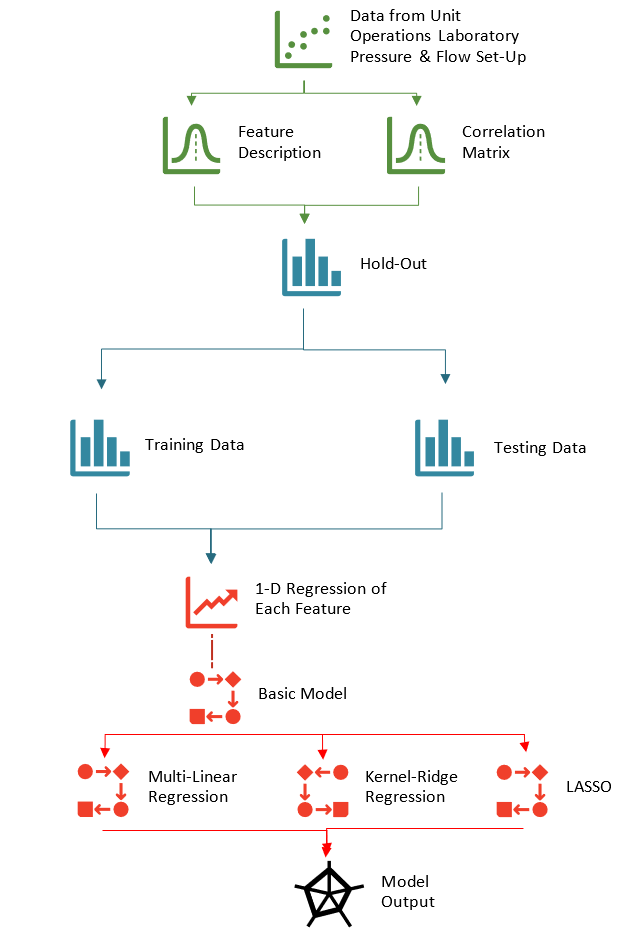 Data from Unit
Operations Laboratory
Pressure & Flow Set-Up
Feature
Description
Correlation
Matrix
Hold-Out
Training Data
Testing Data
1-D Regression of
Each Feature
Basic Model
Multi-Linear
Regression
Kernel-Ridge
Regression
LASSO
Model
Output